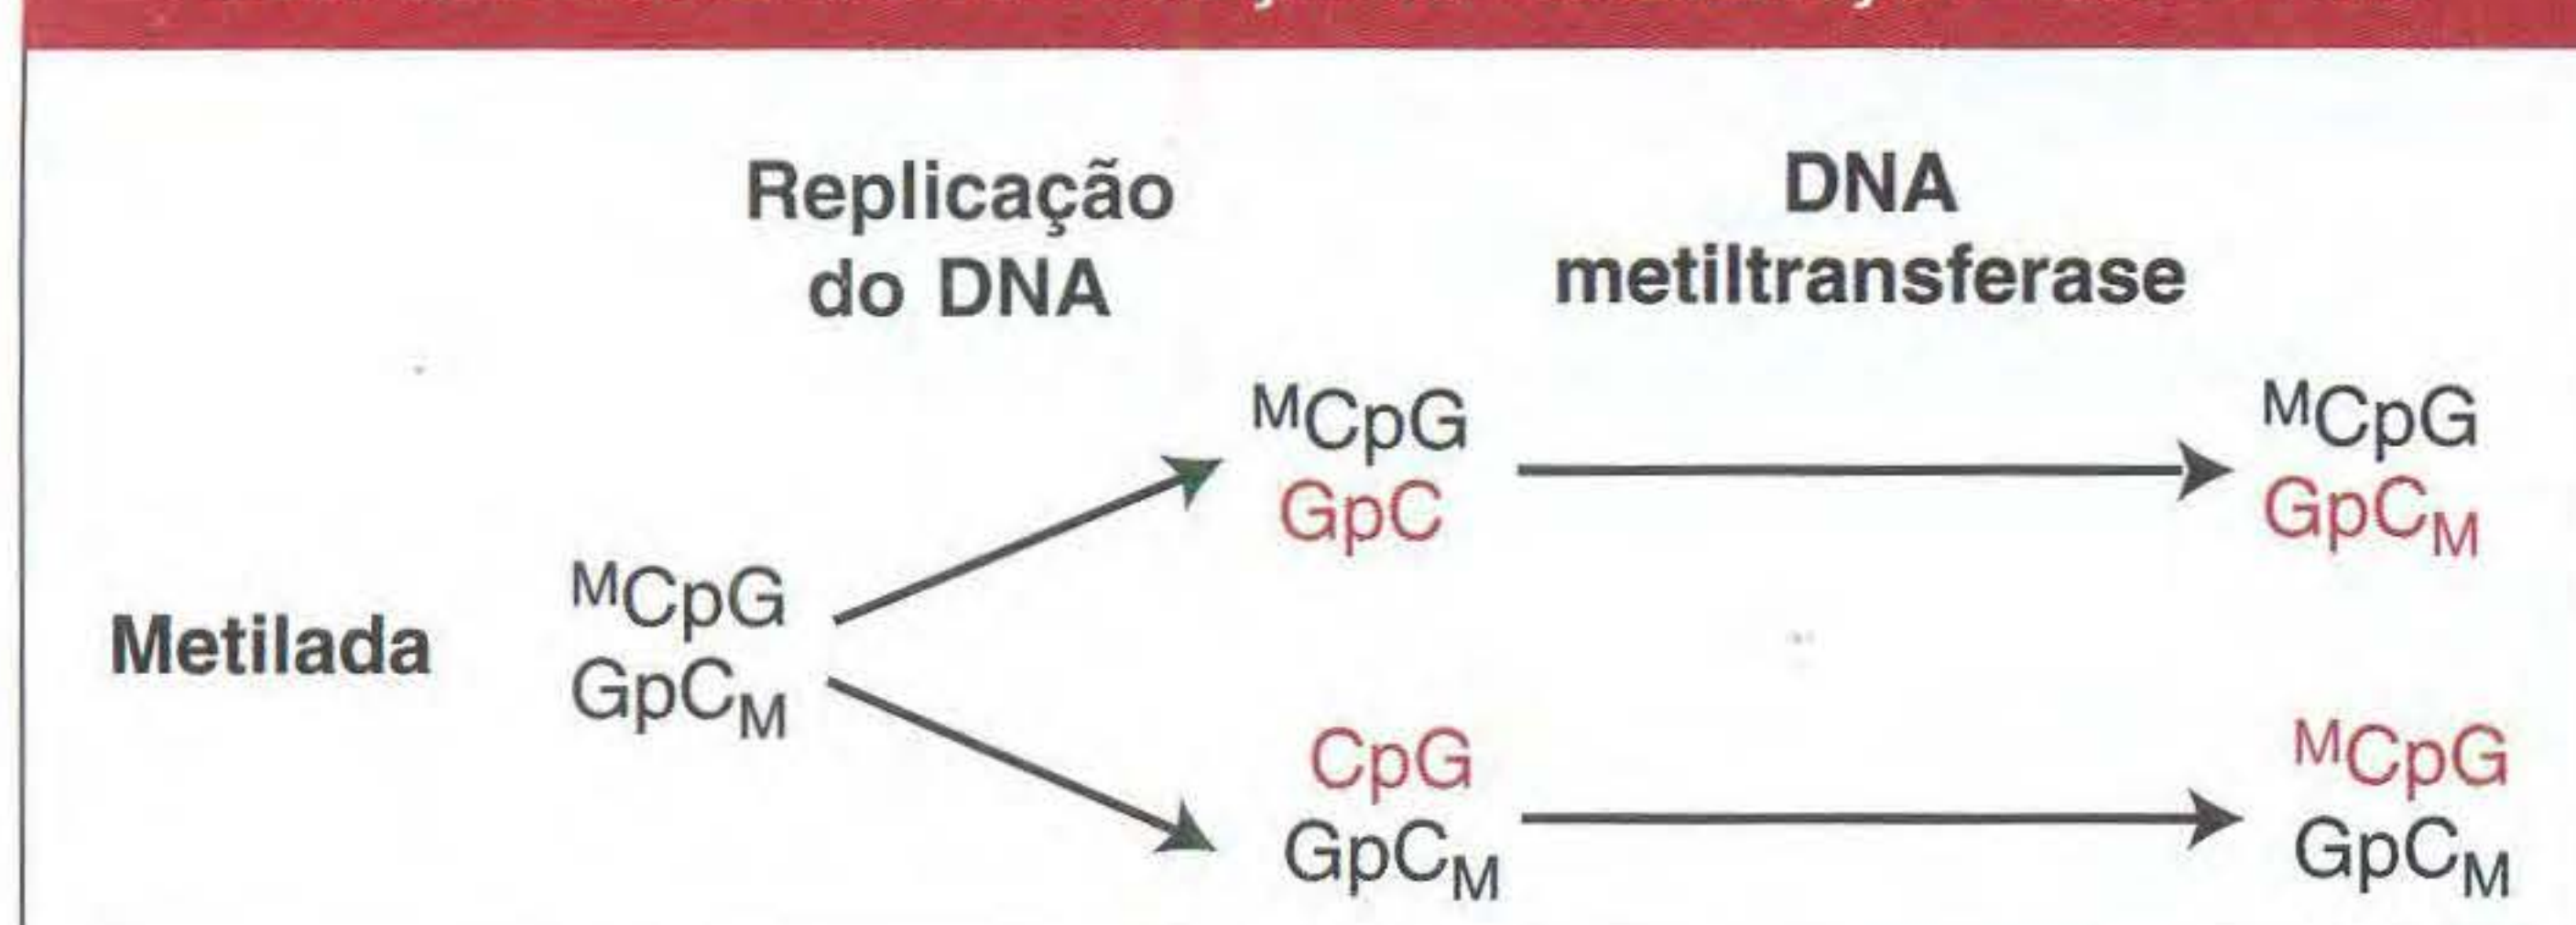 Replicação
do DNA
DNA
metiltransferase
Metilada
MCpG
GpCM
MCpG
GpC
CpG
GpCM
MCpG
GpCM
MCpG
GpCM